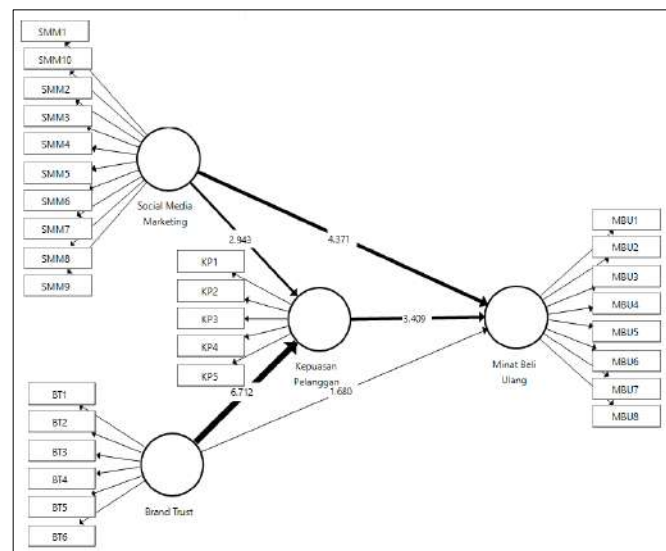 SMM1
SMM10
SMM2
SMM3
SMM4
SMM5
SMM6
SMM7
SMM8
SMM9
Social Media
Marketing
2.943
4.371
KP1
KP2
KP3
KP4
KP5
Kepuasan
Pelanggan
3.409
6.712
1.680
MBU1
MBU2
MBU3
MBU4
MBU5
MBU6
MBU7
MBU8
Minat Beli
Ulang
BT1
BT2
BT3
BT4
BT5
BT6
Brand Trust